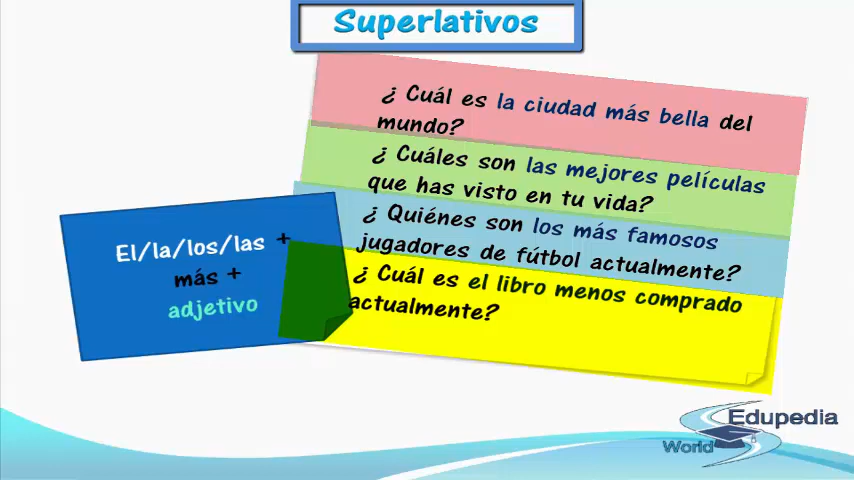 Superlativos
¿ Cuál es la ciudad más bella del
mundo?
¿ Cuáles son las mejores películas
que has visto en tu vida?
¿ Quiénes son los más famosos
jugadores de fútbol actualmente?
¿ Cuál es el libro menos comprado
actualmente?
El/la/los/las +
más +
adjetivo
Edupedia
World